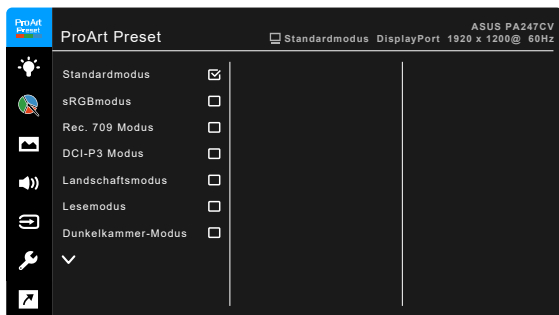 ProArt
Preset
ProArt Preset
ASUS PA247CV
Standardmodus DisplayPort 1920 x 1200@ 60Hz
Standardmodus
sRGBmodus
Rec. 709 Modus
DCI-P3 Modus
Landschaftsmodus
Lesemodus
Dunkelkammer-Modus